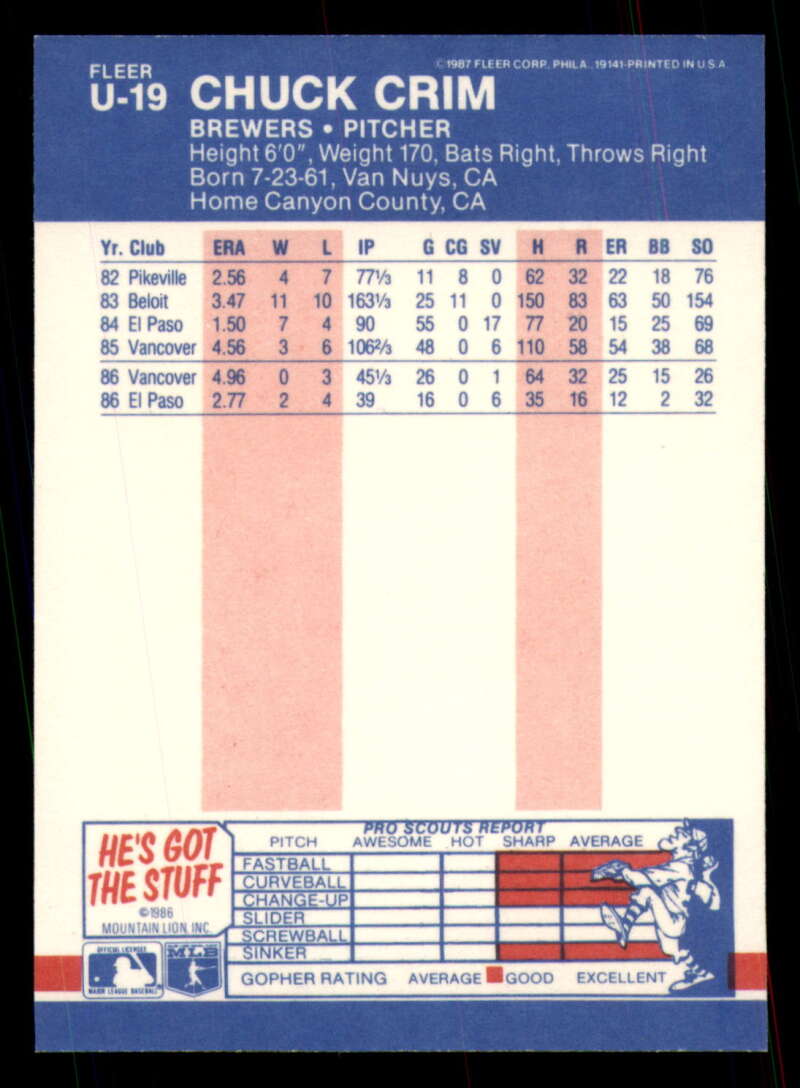 FLEER
©1987 FLEER CORP. PHILA., 19141-PRINTED IN U.S.A.
U-19 CHUCK CRIM
BREWERS • PITCHER
Height 6'0", Weight 170, Bats Right, Throws Right
Born 7-23-61, Van Nuys, CA
Home Canyon County, CA
Yr. Club ERA W L IP G CG SV H R ER BB SO
82 Pikeville 2.56 4 7 77⅓ 11 8 0 62 32 22 18 76
83 Beloit 3.47 11 10 163⅓ 25 11 0 150 83 63 50 154
84 El Paso 1.50 7 4 90 55 0 17 77 20 15 25 69
85 Vancover 4.56 3 6 106⅔ 48 0 6 110 58 54 38 68
86 Vancover 4.96 0 3 45⅓ 26 0 1 64 32 25 15 26
86 El Paso 2.77 2 4 39 16 0 6 35 16 12 2 32
HE'S GOT
THE STUFF
©1986
MOUNTAIN LION, INC.
OFFICIAL LICENSEE
MAJOR LEAGUE BASEBALL
MLB
PRO SCOUTS REPORT
PITCH AWESOME HOT SHARP AVERAGE
FASTBALL
CURVEBALL
CHANGE-UP
SLIDER
SCREWBALL
SINKER
GOPHER RATING AVERAGE GOOD EXCELLENT